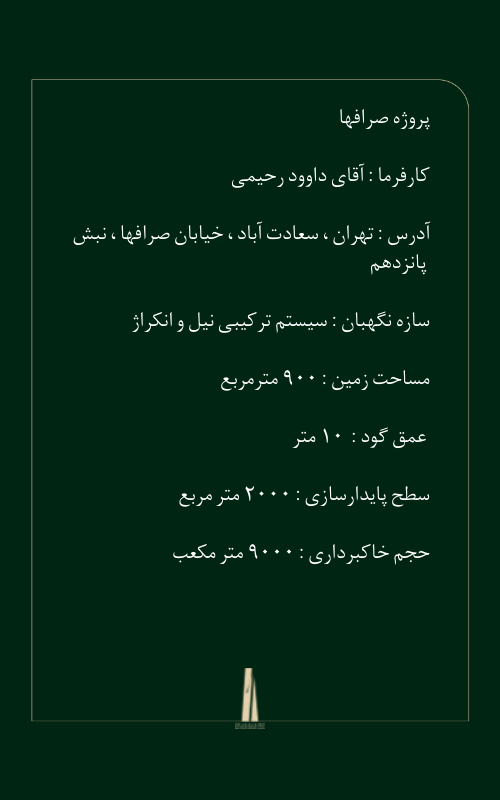 پروژه صرافها
کارفرما : آقای داوود رحیمی
آدرس : تهران ، سعادت آباد ، خیابان صرافها ، نبش
پانزدهم
سازه نگهبان : سیستم ترکیبی نیل و انکراژ
مساحت زمین : ۹۰۰ مترمربع
عمق گود : ۱۰ متر
سطح پایدارسازی : ۲۰۰۰ متر مربع
حجم خاکبرداری : ۹۰۰۰ متر مکعب